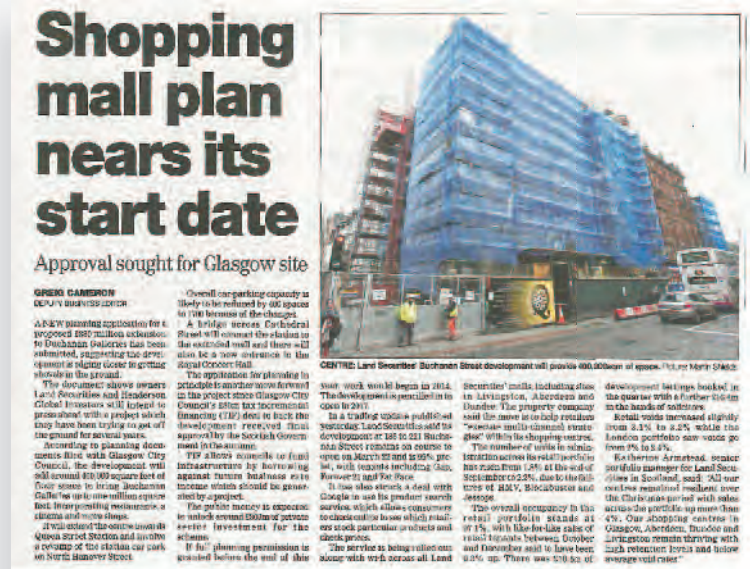 Shopping
mall plan
nears its
start date
Approval sought for Glasgow site
GREIG CAMERON
DEPUTY BUSINESS EDITOR
A NEW planning application for a
proposed extension
to Buchanan Galleries has been
submitted, suggesting the devel-
opment is edging closer to getting
shovels in the ground.
The document shows owners
Land Securities and Henderson
Global Investors still intend to
press ahead with a project which
they have been trying to get off
the ground for several years.
According to planning docu-
ments filed with Glasgow City
Council, the development will
add around square feet of
floor space to bring Buchanan
Galleries up to one million square
feet, incorporating restaurants, a
cinema and more shops.
It will extend the centre towards
Queen Street Station and involve
a revamp of the station car park
on North Hanover Street.
Overall car-parking capacity is
likely to be reduced by 400 spaces
to because of the changes.
A bridge across Cathedral
Street will connect the station to
the extended mall and there will
also be a new entrance in the
Royal Concert Hall.
The application for planning in
principle is another move forward
in the project since Glasgow City
Council's tax incremental
financing (TIF) deal to back the
development received final
approval by the Scottish Govern-
ment in the autumn.
TIF allows councils to fund
infrastructure by borrowing
against future business rate
income which should be gener-
ated by a project.
The public money is expected
to unlock around of private
sector investment for the
scheme.
If full planning permission is
granted before the end of this
CENTRE: Land Securities' Buchanan Street development will provide of space. Picture: Martin Shields
year, work would begin in 2014.
The development is pencilled in to
open in 2017.
In a trading update published
yesterday, Land Securities said its
development at 185 to 221 Bucha-
nan Street remains on course to
open on March and is 95% pre-
let, with tenants including Gap,
Forever 21 and Fat Face.
It has also struck a deal with
Google to use its product search
service, which allows consumers
to check online to see which retail-
ers stock particular products and
check prices.
The service is being rolled out
along with wi-fi across all Land
Securities' malls, including sites
in Livingston, Aberdeen and
Dundee. The property company
said the move is to help retailers
"execute multi-channel strate-
gies" within its shopping centres.
The number of units in admin-
istration across its retail portfolio
has risen from 1.8% at the end of
September to 2.2%, due to the fail-
ures of HMV, Blockbuster and
Jessops.
The overall occupancy in the
retail portfolio stands at
97.1%, with like-for-like sales of
retail tenants between October
and December said to have been
up. There was of
development lettings booked in
the quarter with a further
in the hands of solicitors.
Retail voids increased slightly
from 3.1% to 3.2% while the
London portfolio saw voids go
from to
Katherine Armstead, senior
portfolio manager for Land Secu-
rities in Scotland, said: "All our
centres remained resilient over
the Christmas period with sales
across the portfolio up more than
4%. Our shopping centres in
Glasgow, Aberdeen, Dundee and
Livingston remain thriving with
high retention levels and below
average void rates."